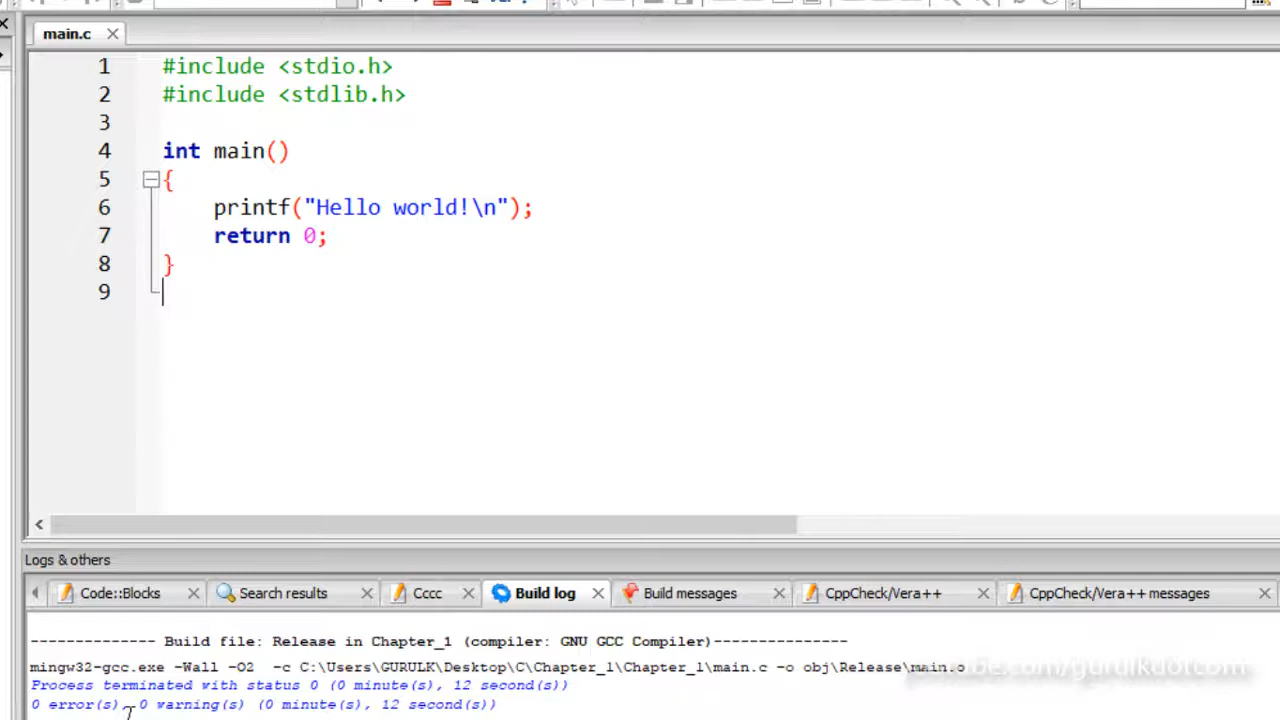 main.c
1 #include <stdio.h>
2 #include <stdlib.h>
3
4 int main()
5 {
6 printf("Hello world!\n");
7 return 0;
8 }
9
Logs & others
Code::Blocks Search results Cccc Build log Build messages CppCheck/Vera++ CppCheck/Vera++ messages
-------------- Build file: Release in Chapter_1 (compiler: GNU GCC Compiler)---------------
mingw32-gcc.exe -Wall -O2 -c C:\Users\GURULK\Desktop\C\Chapter_1\Chapter_1\main.c -o obj\Release\main.o
Process terminated with status 0 (0 minute(s), 12 second(s))
0 error(s), 0 warning(s) (0 minute(s), 12 second(s))